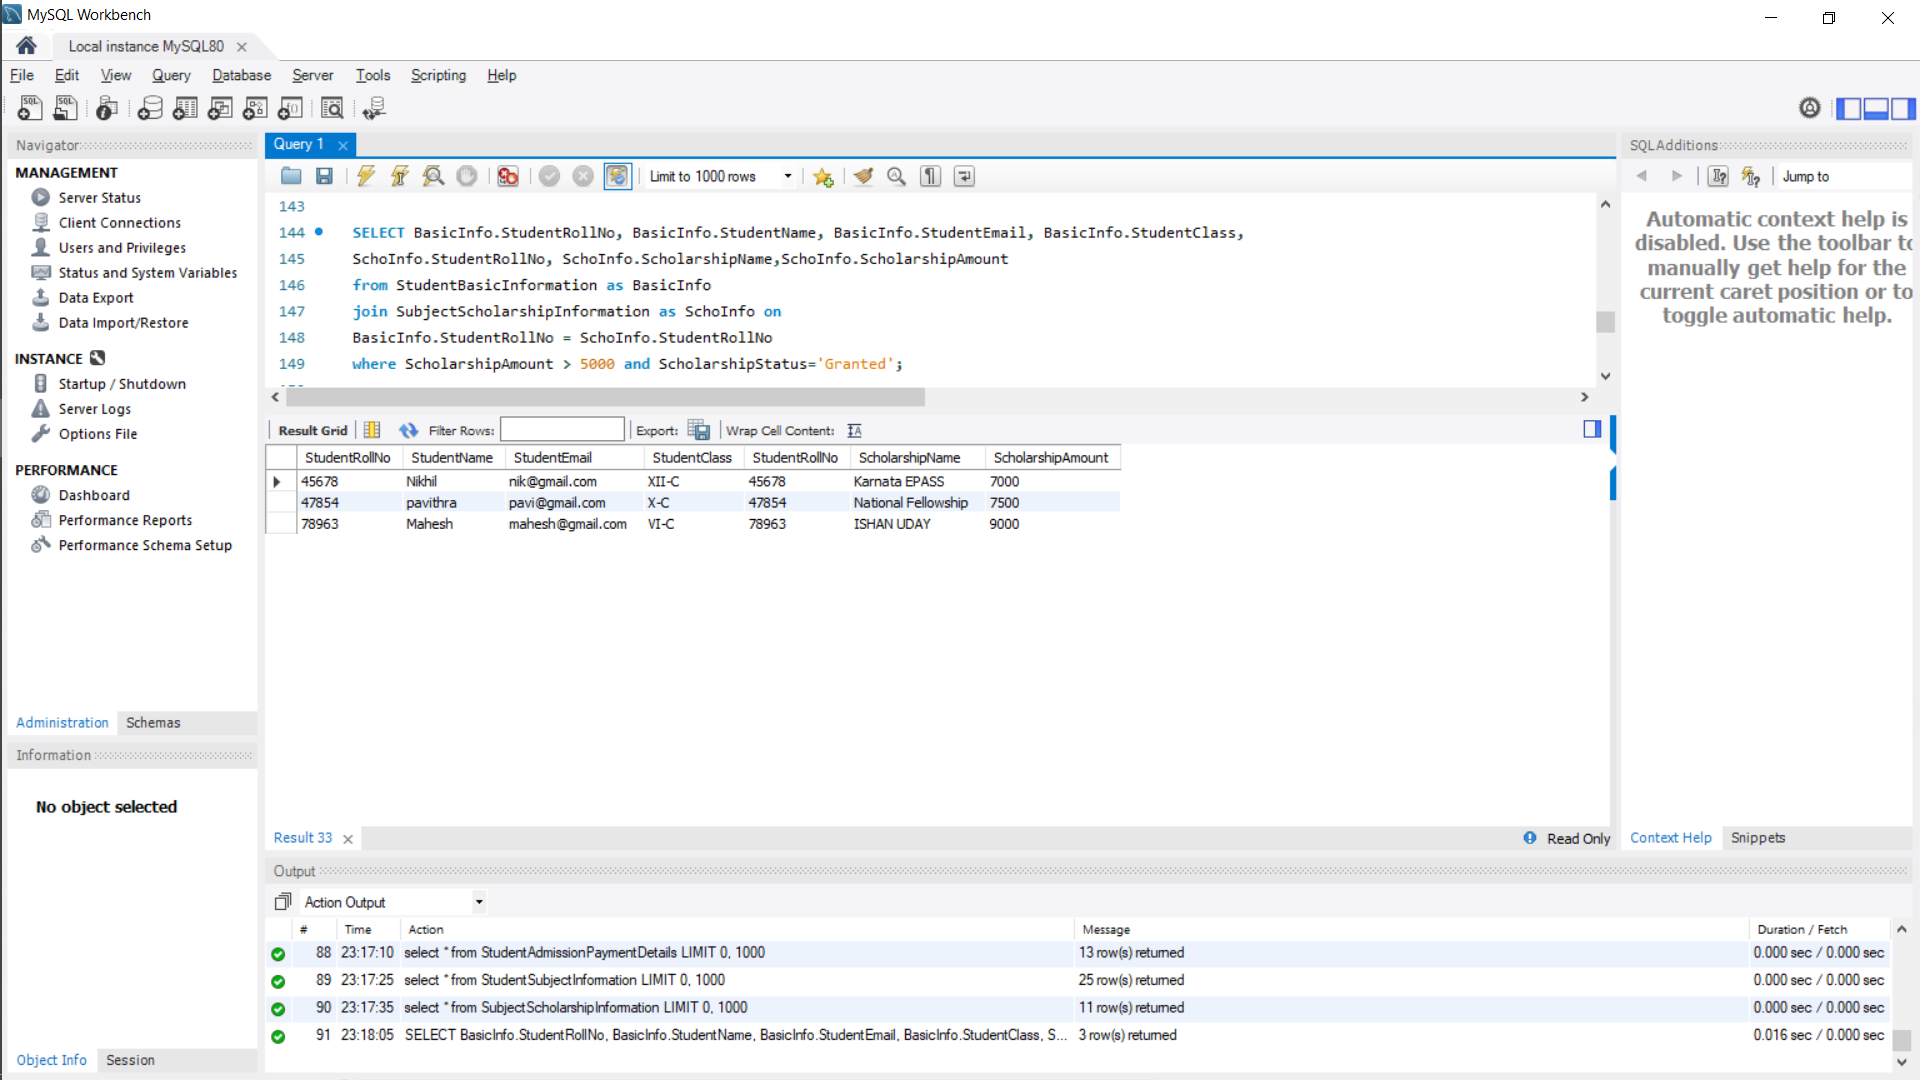 MySQL Workbench
Local instance MySQL80
File Edit View Query Database Server Tools Scripting Help
Navigator
MANAGEMENT
Server Status
Client Connections
Users and Privileges
Status and System Variables
Data Export
Data Import/Restore
INSTANCE
Startup / Shutdown
Server Logs
Options File
PERFORMANCE
Dashboard
Performance Reports
Performance Schema Setup
Administration Schemas
Information
No object selected
Object Info Session
Query 1
Limit to 1000 rows
143
144 SELECT BasicInfo.StudentRollNo, BasicInfo.StudentName, BasicInfo.StudentEmail, BasicInfo.StudentClass,
145 SchoInfo.StudentRollNo, SchoInfo.ScholarshipName,SchoInfo.ScholarshipAmount
146 from StudentBasicInformation as BasicInfo
147 join SubjectScholarshipInformation as SchoInfo on
148 BasicInfo.StudentRollNo = SchoInfo.StudentRollNo
149 where ScholarshipAmount > 5000 and ScholarshipStatus='Granted';
Result Grid Filter Rows: Export: Wrap Cell Content:
StudentRollNo StudentName StudentEmail StudentClass StudentRollNo ScholarshipName ScholarshipAmount
45678 Nikhil nik@gmail.com XII-C 45678 Karnata EPASS 7000
47854 pavithra pavi@gmail.com X-C 47854 National Fellowship 7500
78963 Mahesh mahesh@gmail.com VI-C 78963 ISHAN UDAY 9000
Result 33 Read Only
SQLAdditions
Jump to
Automatic context help is
disabled. Use the toolbar to
manually get help for the
current caret position or to
toggle automatic help.
Context Help Snippets
Output
Action Output
# Time Action Message Duration / Fetch
88 23:17:10 select * from StudentAdmissionPaymentDetails LIMIT 0, 1000 13 row(s) returned 0.000 sec / 0.000 sec
89 23:17:25 select * from StudentSubjectInformation LIMIT 0, 1000 25 row(s) returned 0.000 sec / 0.000 sec
90 23:17:35 select * from SubjectScholarshipInformation LIMIT 0, 1000 11 row(s) returned 0.000 sec / 0.000 sec
91 23:18:05 SELECT BasicInfo.StudentRollNo, BasicInfo.StudentName, BasicInfo.StudentEmail, BasicInfo.StudentClass, S... 3 row(s) returned 0.016 sec / 0.000 sec